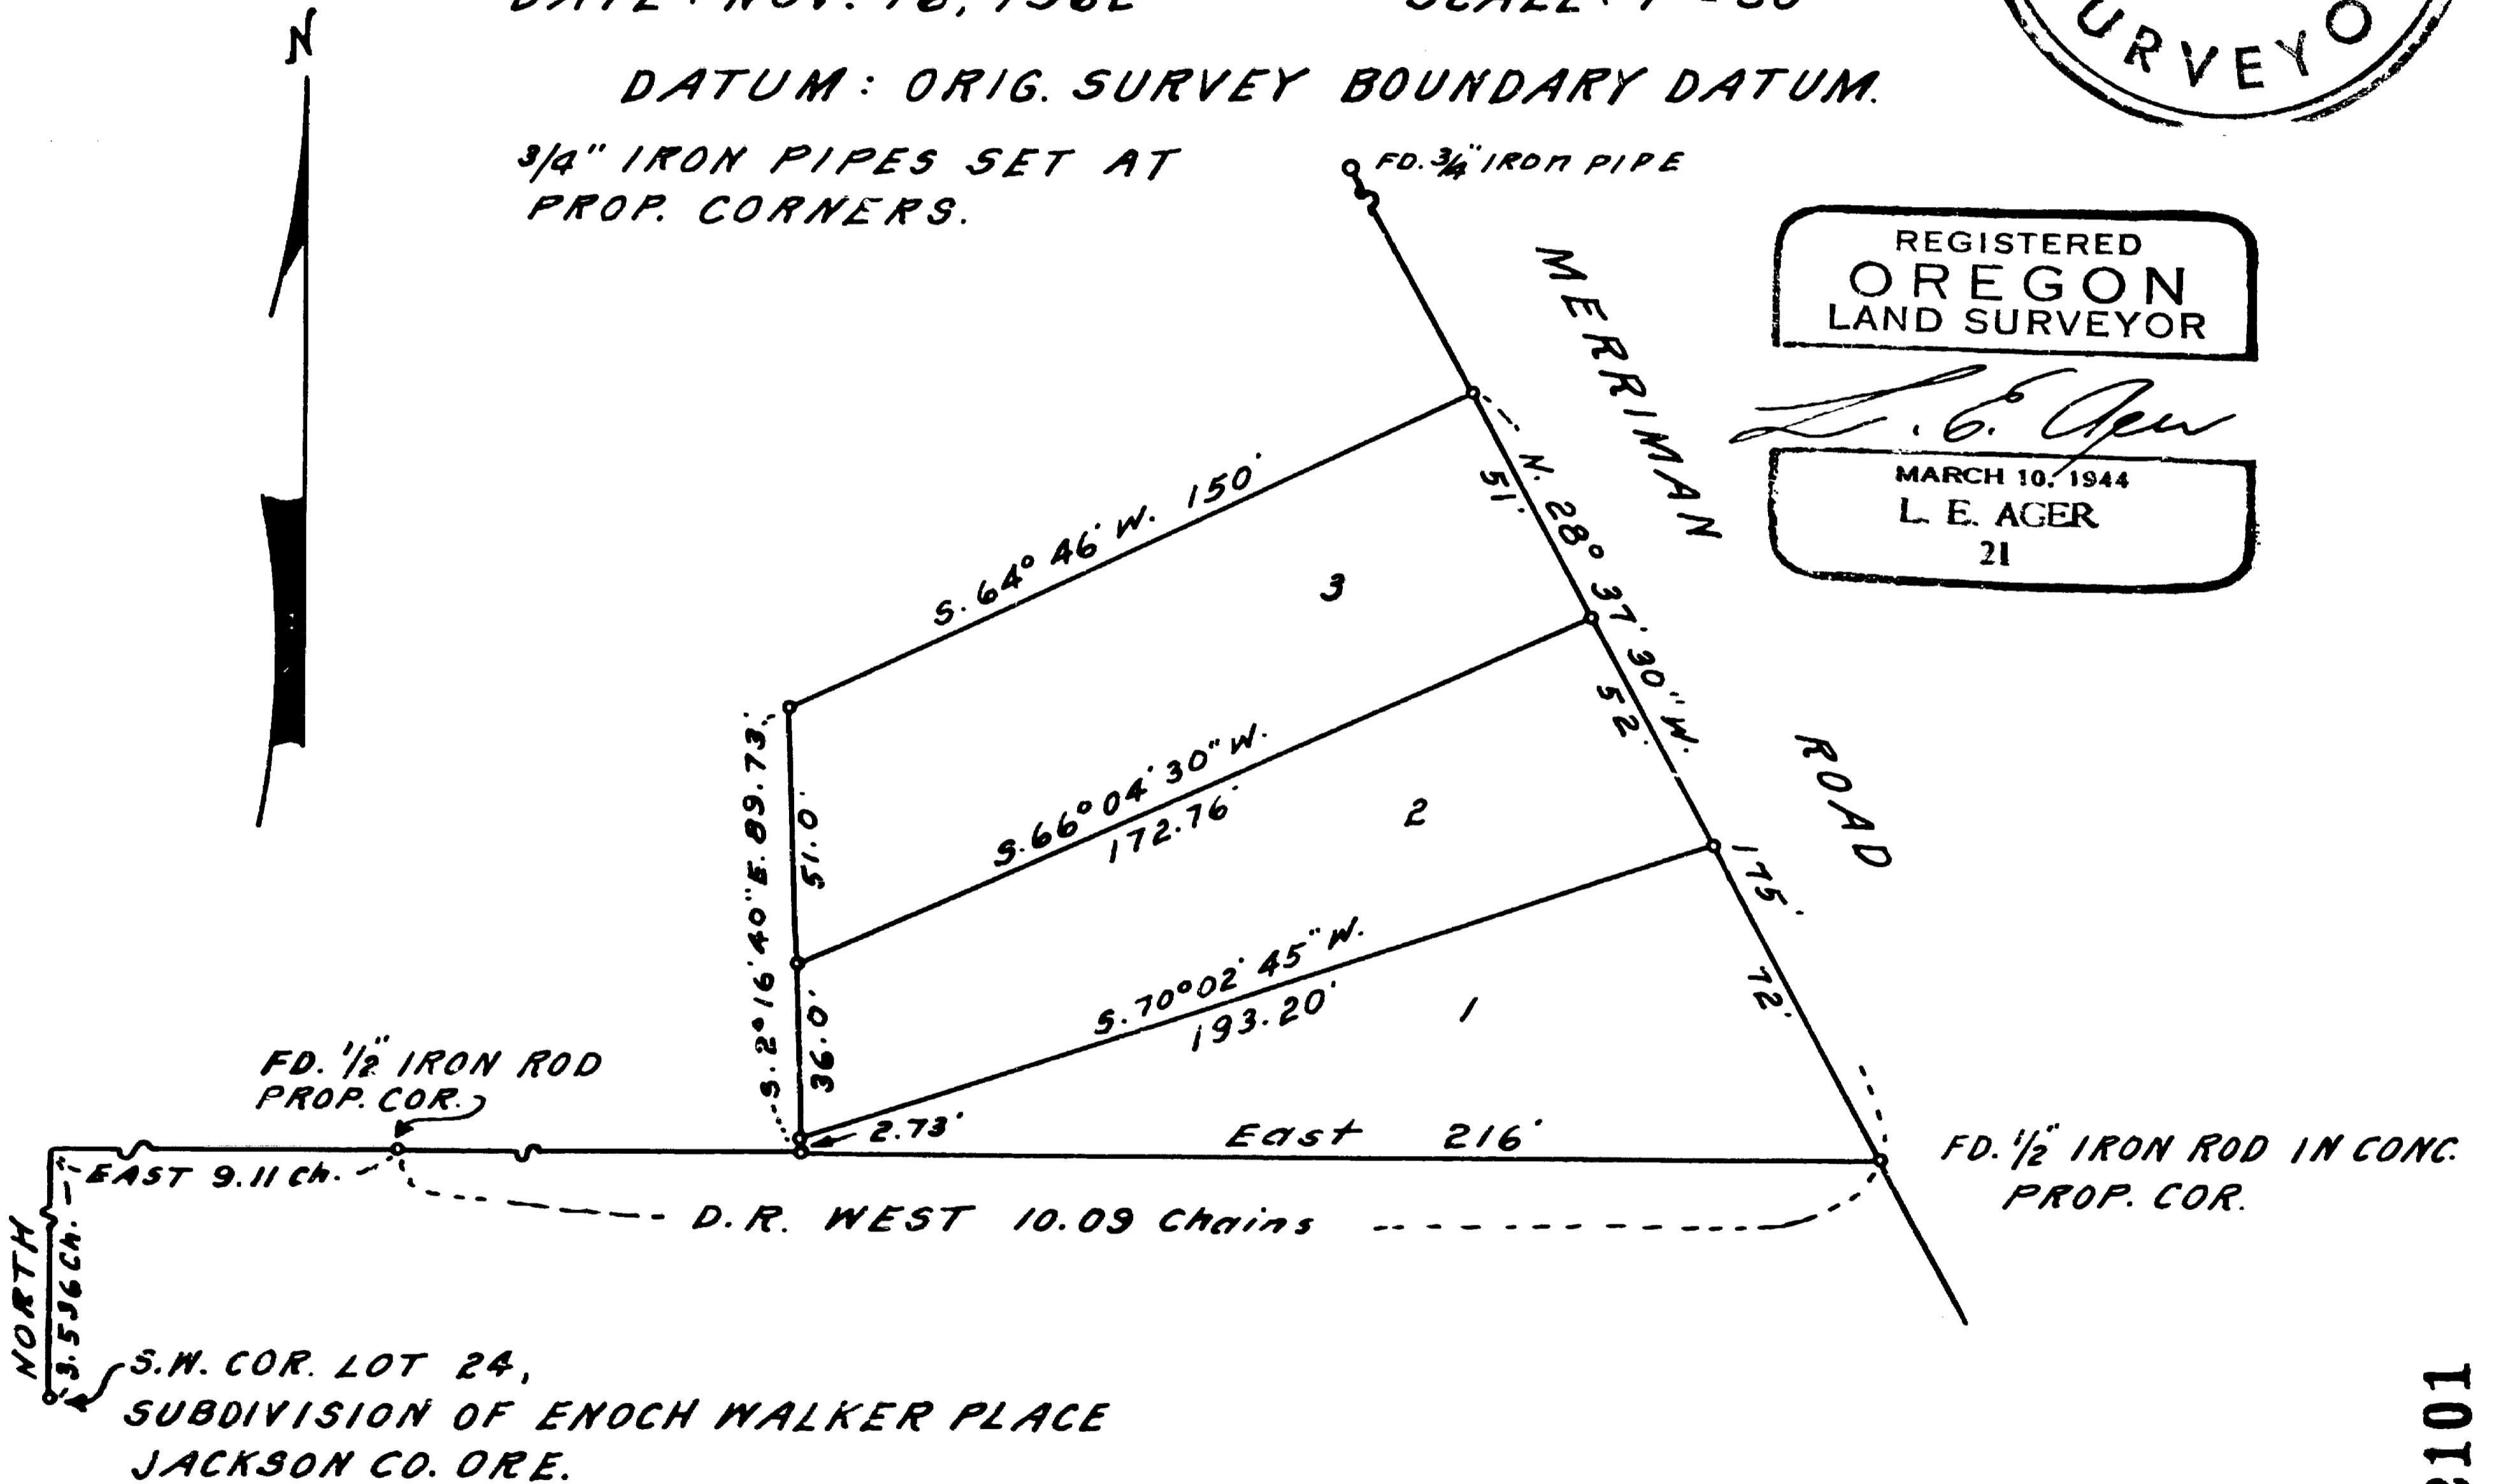 N
DATUM: ORIG. SURVEY BOUNDARY DATUM.
3/4" IRON PIPES SET AT
PROP. CORNERS.
FD. 3/4" IRON PIPE
URVEYO
REGISTERED
OREGON
LAND SURVEYOR
L. E. Ager
MARCH 10, 1944
L. E. AGER
21
MERRIMAN
ROAD
S. 64° 46' W. 150'
N. 28° 37' 30" W.
175'
51'
52'
72'
3
S. 66° 04' 30" W.
172.76'
2
S. 70° 02' 45" W.
193.20'
1
S. 2° 16' 40" E. 89.73'
51.0'
36.0'
2.73'
East 216'
FD. 1/2" IRON ROD
PROP. COR.
FD. 1/2" IRON ROD IN CONC.
PROP. COR.
EAST 9.11 Ch.
D.R. WEST 10.09 Chains
NORTH
S.W. COR. LOT 24,
SUBDIVISION OF ENOCH WALKER PLACE
JACKSON CO. ORE.